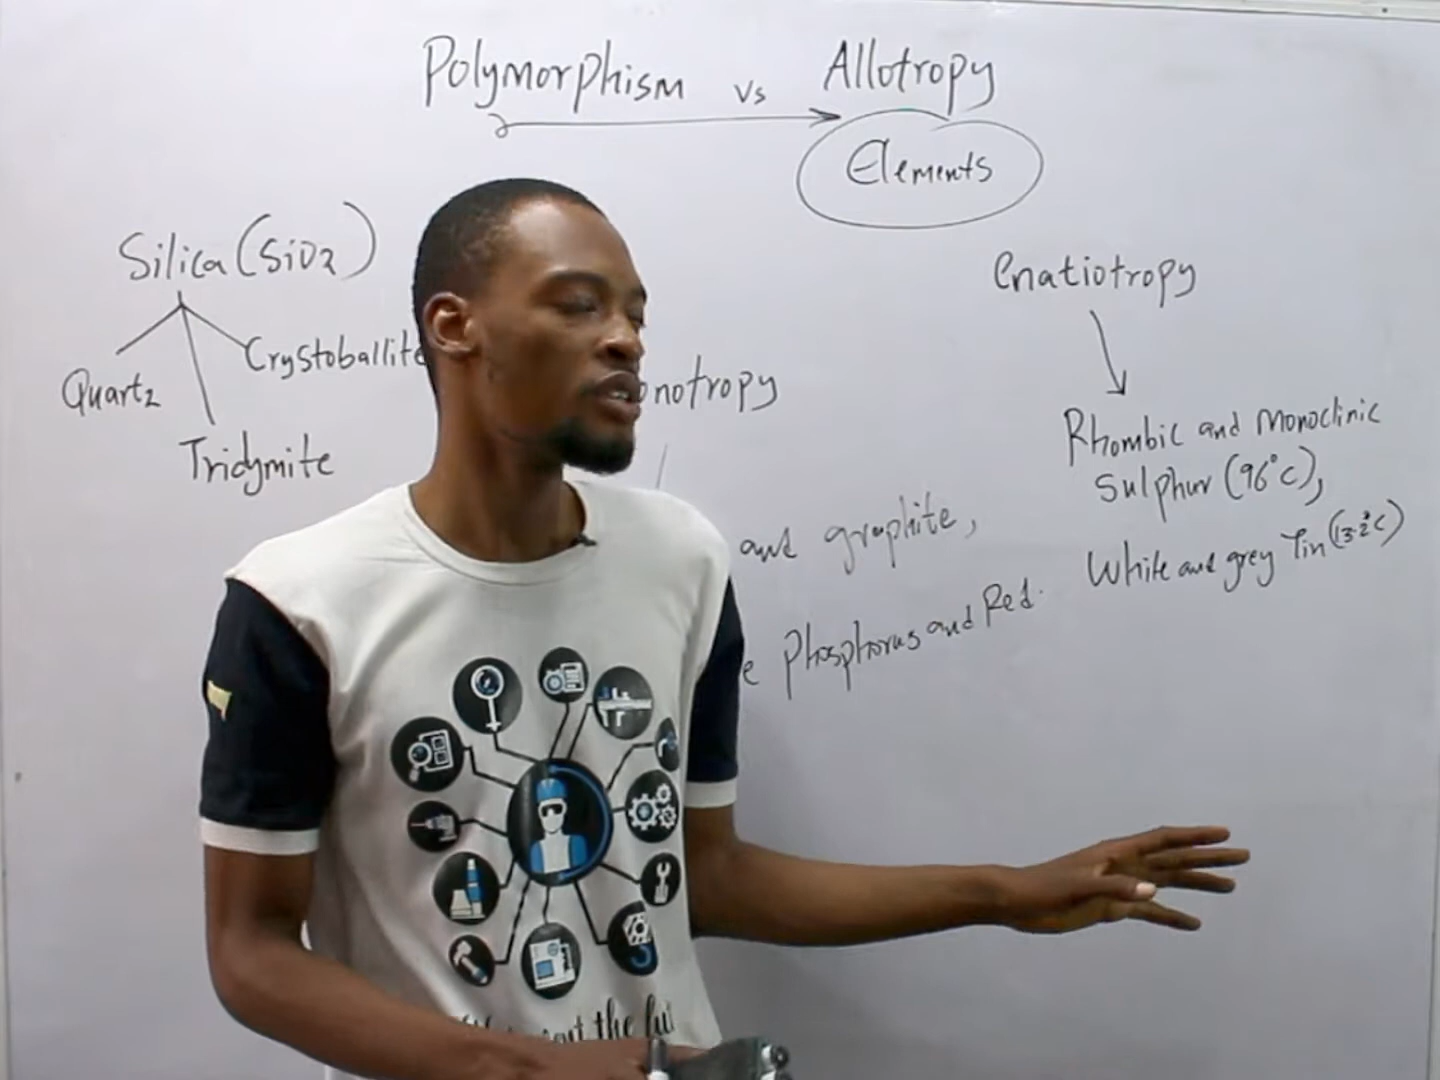 Polymorphism vs Allotropy
Elements
Silica (SiO2)
Quartz
Tridymite
Crystoballite
onotropy
and graphite,
e Phosphorus and Red.
Enatiotropy
Rhombic and Monoclinic
Sulphur (96°C),
White and grey Tin (13.2°C)
the